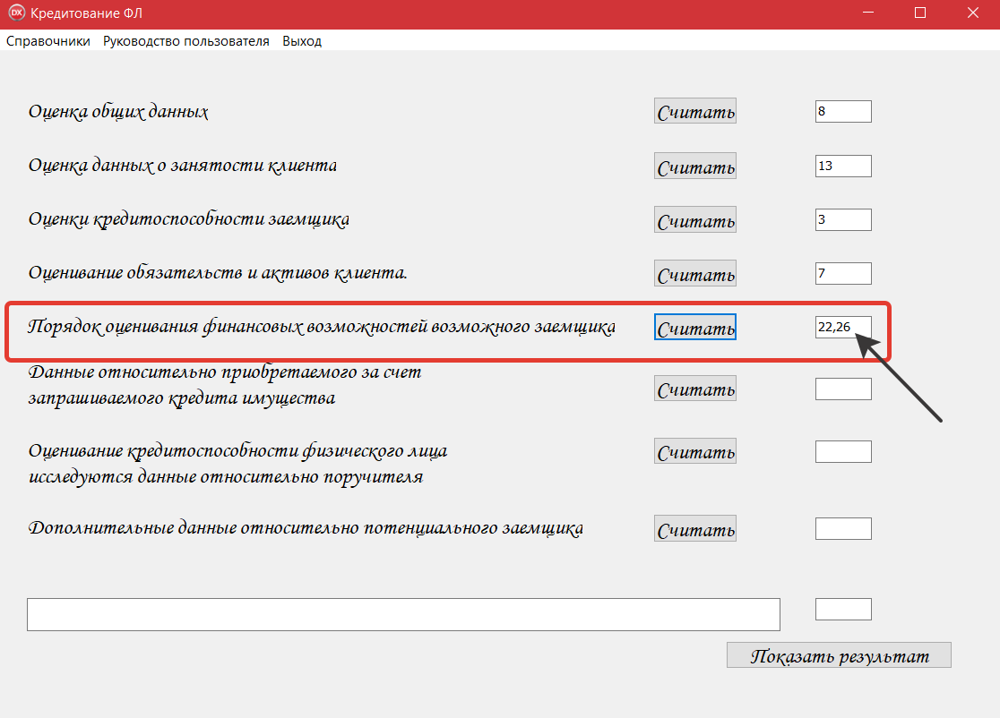 DX Кредитование ФЛ
Справочники Руководство пользователя Выход
Оценка общих данных Считать 8
Оценка данных о занятости клиента Считать 13
Оценки кредитоспособности заемщика Считать 3
Оценивание обязательств и активов клиента. Считать 7
Порядок оценивания финансовых возможностей возможного заемщика Считать 22,26
Данные относительно приобретаемого за счет
запрашиваемого кредита имущества Считать
Оценивание кредитоспособности физического лица
исследуются данные относительно поручителя Считать
Дополнительные данные относительно потенциального заемщика Считать
Показать результат